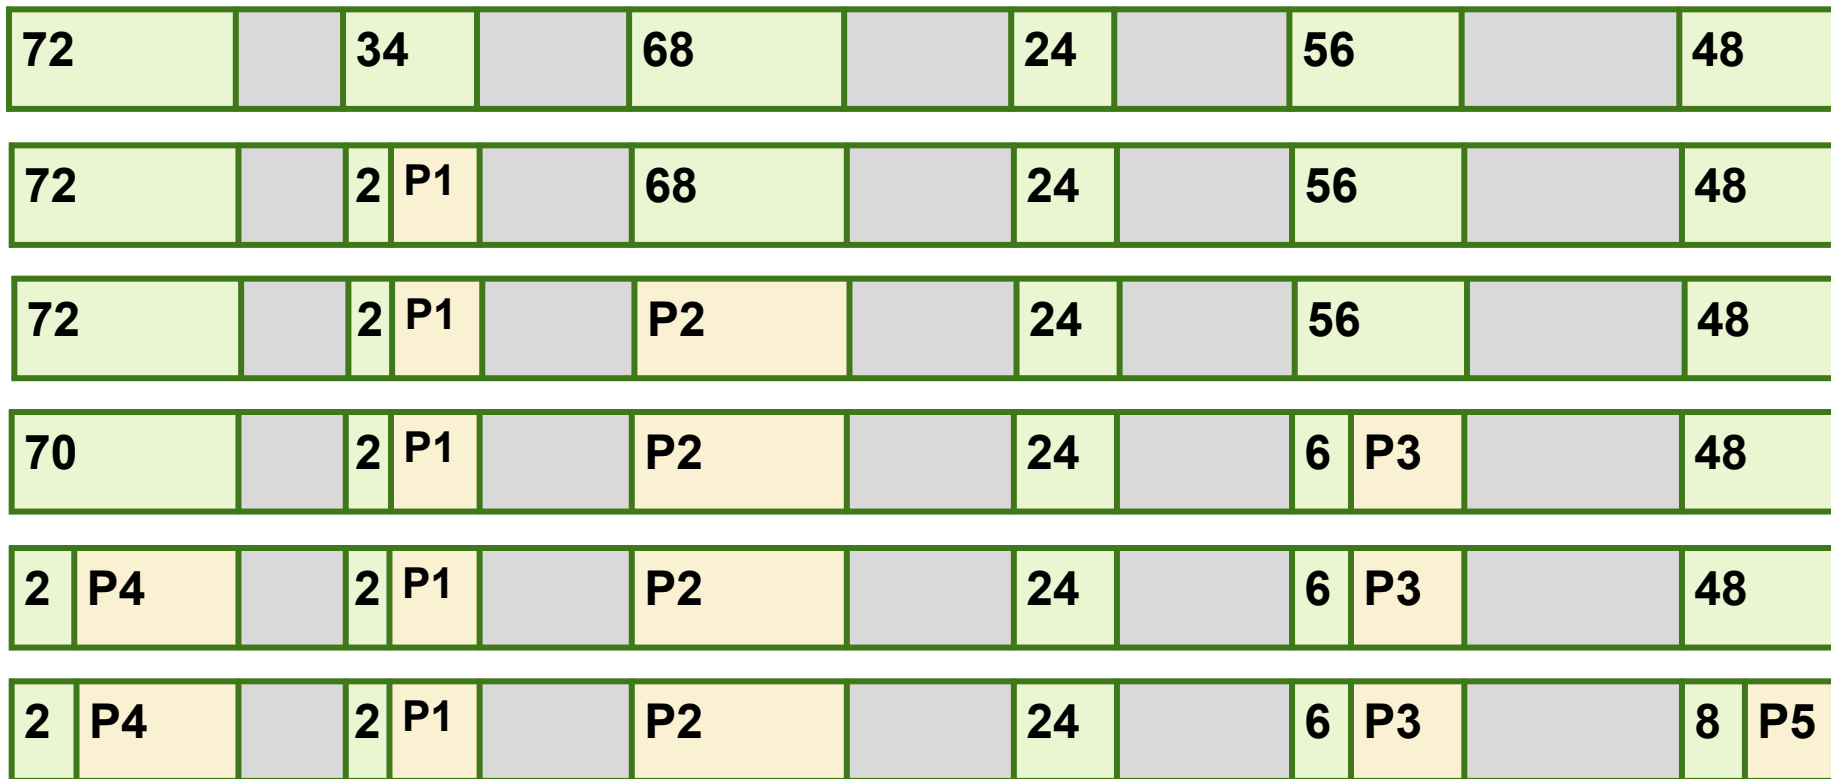 72 34 68 24 56 48
72 2 P1 68 24 56 48
72 2 P1 P2 24 56 48
70 2 P1 P2 24 6 P3 48
2 P4 2 P1 P2 24 6 P3 48
2 P4 2 P1 P2 24 6 P3 8 P5